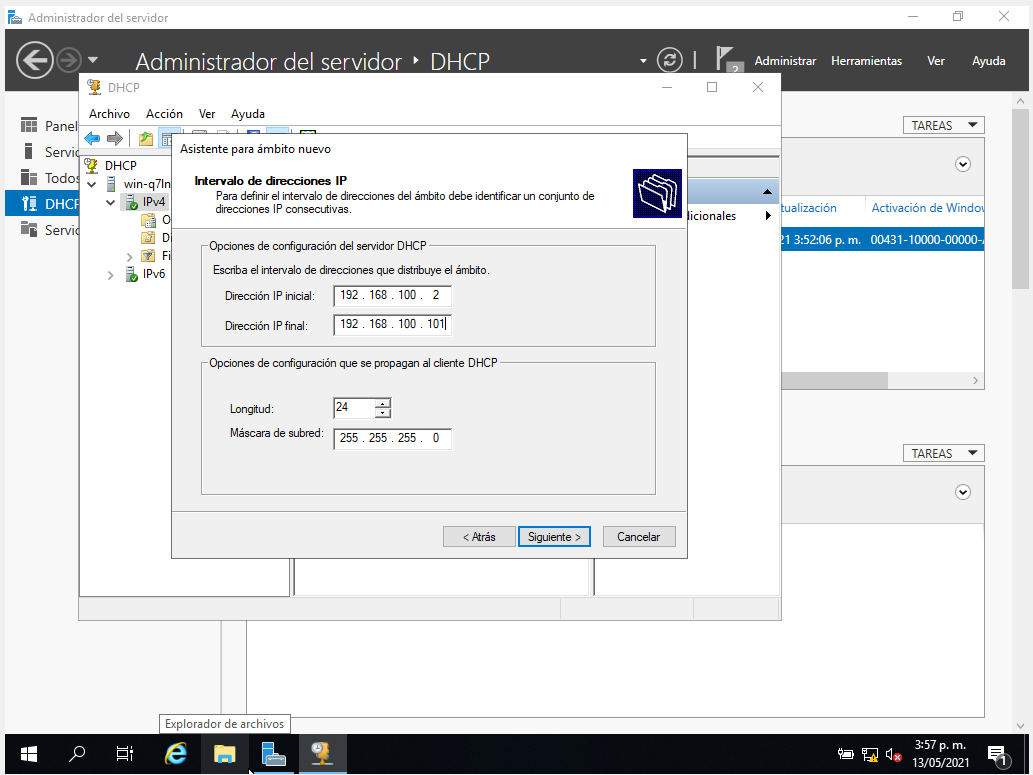 Administrador del servidor
Administrador del servidor DHCP
2
Administrar Herramientas Ver Ayuda
DHCP
Archivo Acción Ver Ayuda
Panel
Servic
Todos
DHCP
Servic
DHCP
win-q7ln
IPv4
O
Di
Fi
IPv6
Asistente para ámbito nuevo
Intervalo de direcciones IP
Para definir el intervalo de direcciones del ámbito debe identificar un conjunto de
direcciones IP consecutivas.
Opciones de configuración del servidor DHCP
Escriba el intervalo de direcciones que distribuye el ámbito.
Dirección IP inicial: 192 . 168 . 100 . 2
Dirección IP final: 192 . 168 . 100 . 101
Opciones de configuración que se propagan al cliente DHCP
Longitud: 24
Máscara de subred: 255 . 255 . 255 . 0
< Atrás Siguiente > Cancelar
dicionales
TAREAS
tualización Activación de Window
21 3:52:06 p. m. 00431-10000-00000-
TAREAS
Explorador de archivos
3:57 p. m.
13/05/2021
1